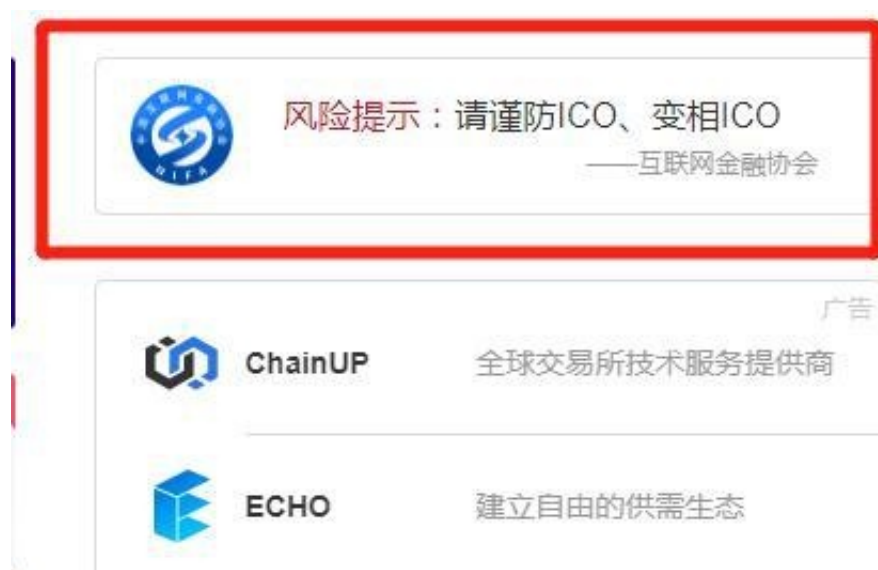 风险提示：请谨防ICO、变相ICO
——互联网金融协会
广告
ChainUP 全球交易所技术服务提供商
ECHO 建立自由的供需生态